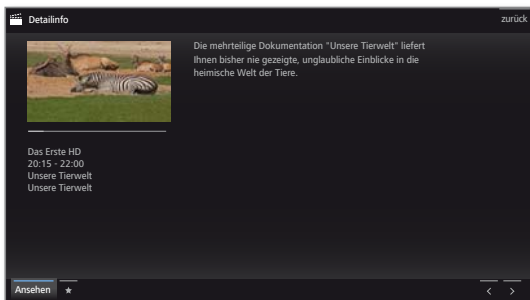 Detailinfo
zurück
Die mehrteilige Dokumentation "Unsere Tierwelt" liefert
Ihnen bisher nie gezeigte, unglaubliche Einblicke in die
heimische Welt der Tiere.
Das Erste HD
20:15 - 22:00
Unsere Tierwelt
Unsere Tierwelt
Ansehen